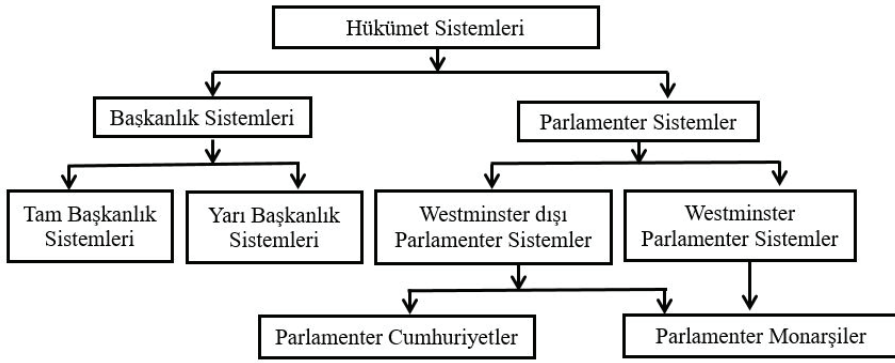 Hükümet Sistemleri
Başkanlık Sistemleri
Parlamenter Sistemler
Tam Başkanlık
Sistemleri
Yarı Başkanlık
Sistemleri
Westminster dışı
Parlamenter Sistemler
Westminster
Parlamenter Sistemler
Parlamenter Cumhuriyetler
Parlamenter Monarşiler